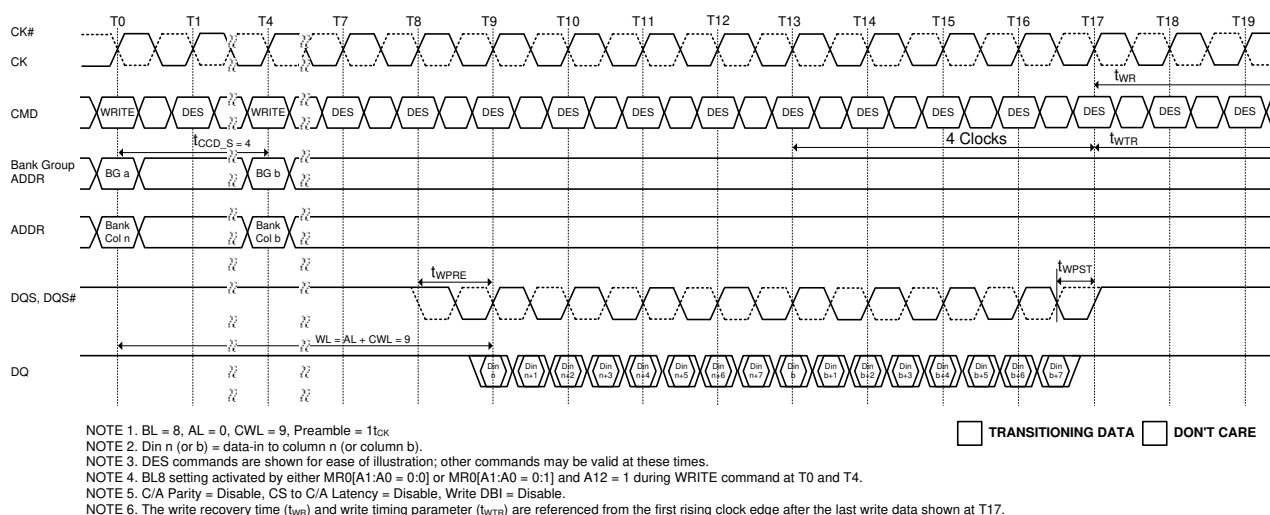 T0 T1 T4 T7 T8 T9 T10 T11 T12 T13 T14 T15 T16 T17 T18 T19
CK#
CK
tWR
CMD WRITE DES WRITE DES DES DES DES DES DES DES DES DES DES DES DES DES
tCCD_S = 4
4 Clocks
tWTR
Bank Group
ADDR
BG a BG b
ADDR
Bank
Col n
Bank
Col b
tWPRE
tWPST
DQS, DQS#
WL = AL + CWL = 9
DQ
Din
n
Din
n+1
Din
n+2
Din
n+3
Din
n+4
Din
n+5
Din
n+6
Din
n+7
Din
b
Din
b+1
Din
b+2
Din
b+3
Din
b+4
Din
b+5
Din
b+6
Din
b+7
NOTE 1. BL = 8, AL = 0, CWL = 9, Preamble = 1tCK
NOTE 2. Din n (or b) = data-in to column n (or column b).
NOTE 3. DES commands are shown for ease of illustration; other commands may be valid at these times.
NOTE 4. BL8 setting activated by either MR0[A1:A0 = 0:0] or MR0[A1:A0 = 0:1] and A12 = 1 during WRITE command at T0 and T4.
NOTE 5. C/A Parity = Disable, CS to C/A Latency = Disable, Write DBI = Disable.
NOTE 6. The write recovery time (tWR) and write timing parameter (tWTR) are referenced from the first rising clock edge after the last write data shown at T17.
TRANSITIONING DATA
DON'T CARE